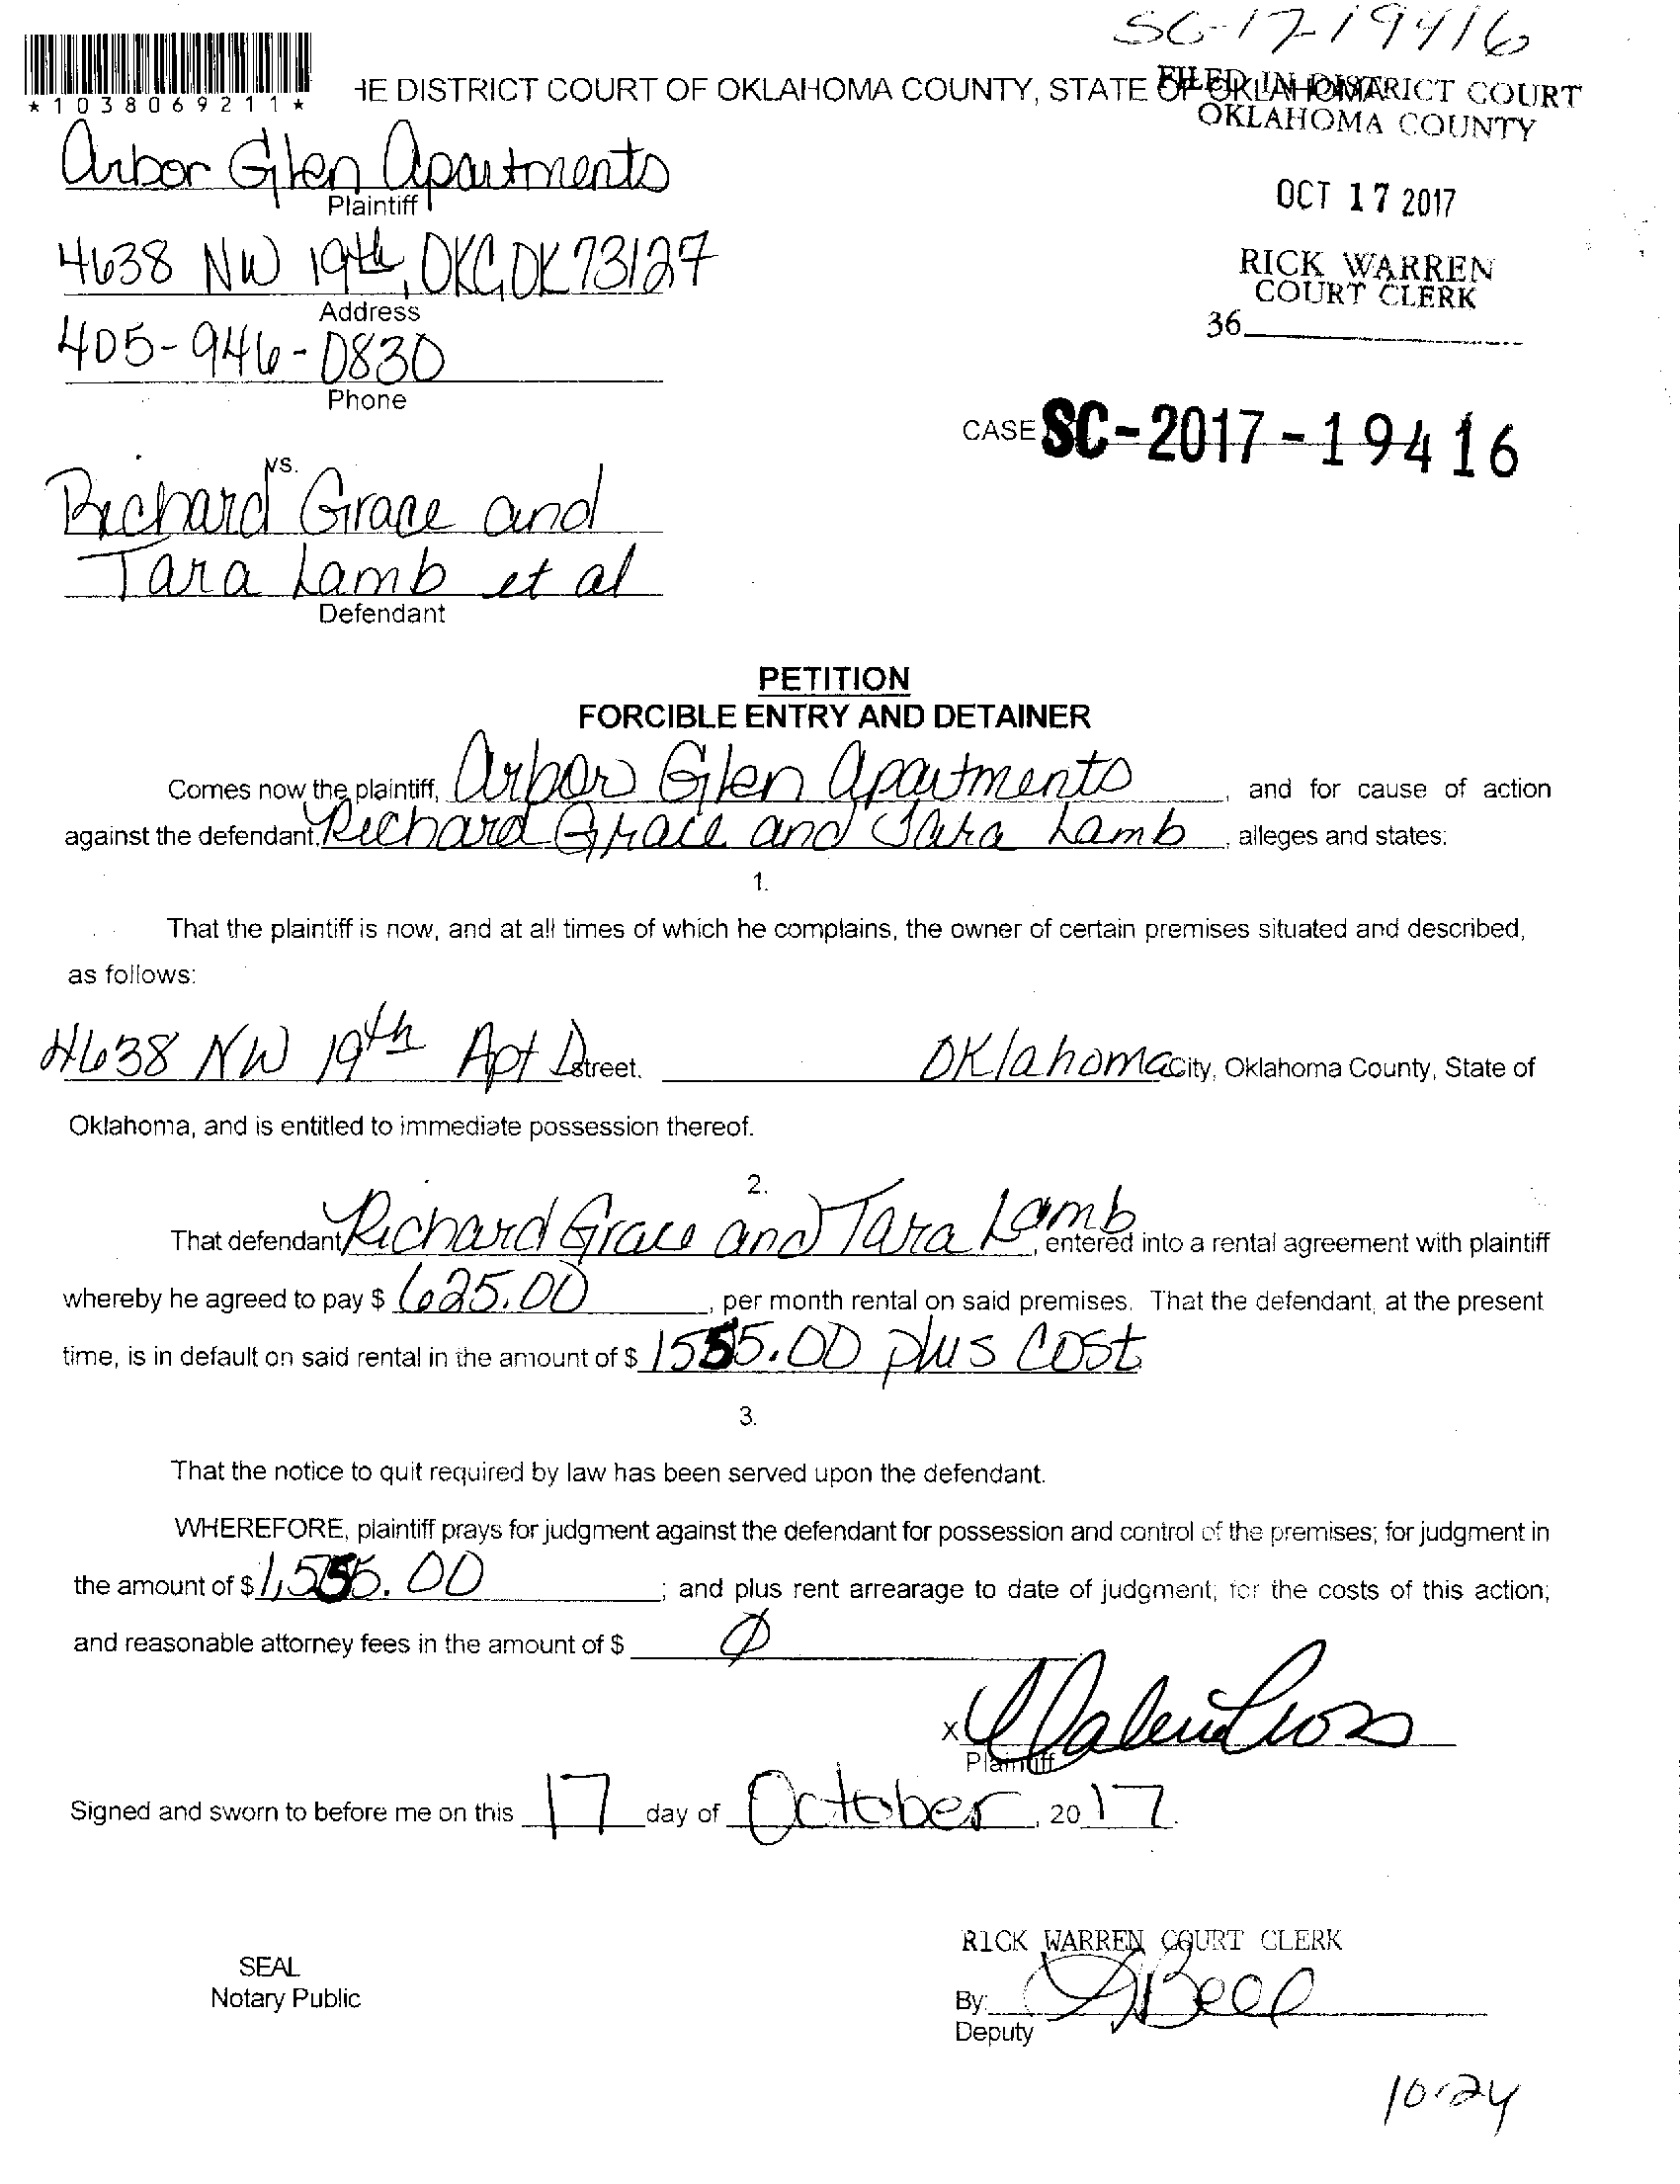 SC-17-19416
*1038069211*
HE DISTRICT COURT OF OKLAHOMA COUNTY, STATE OF OKLAHOMA
FILED IN DISTRICT COURT
OKLAHOMA COUNTY
Arbor Glen Apartments
Plaintiff
OCT 17 2017
4638 NW 19th, OKC, OK 73127
Address
RICK WARREN
COURT CLERK
36
405-946-0830
Phone
CASE SC-2017-19416
vs.
Richard Grace and
Tara Lamb et al
Defendant
PETITION
FORCIBLE ENTRY AND DETAINER
Comes now the plaintiff, Arbor Glen Apartments, and for cause of action
against the defendant, Richard Grace and Tara Lamb, alleges and states:
1.
That the plaintiff is now, and at all times of which he complains, the owner of certain premises situated and described,
as follows:
4638 NW 19th Apt D Street, Oklahoma City, Oklahoma County, State of
Oklahoma, and is entitled to immediate possession thereof.
2.
That defendant Richard Grace and Tara Lamb, entered into a rental agreement with plaintiff
whereby he agreed to pay $ 625.00, per month rental on said premises. That the defendant, at the present
time, is in default on said rental in the amount of $ 1555.00 plus cost
3.
That the notice to quit required by law has been served upon the defendant.
WHEREFORE, plaintiff prays for judgment against the defendant for possession and control of the premises; for judgment in
the amount of $ 1,555.00; and plus rent arrearage to date of judgment; for the costs of this action;
and reasonable attorney fees in the amount of $ Ø
X
Plaintiff
Signed and sworn to before me on this 17 day of October, 2017.
RICK WARREN COURT CLERK
SEAL
Notary Public
By:
Deputy
10-24